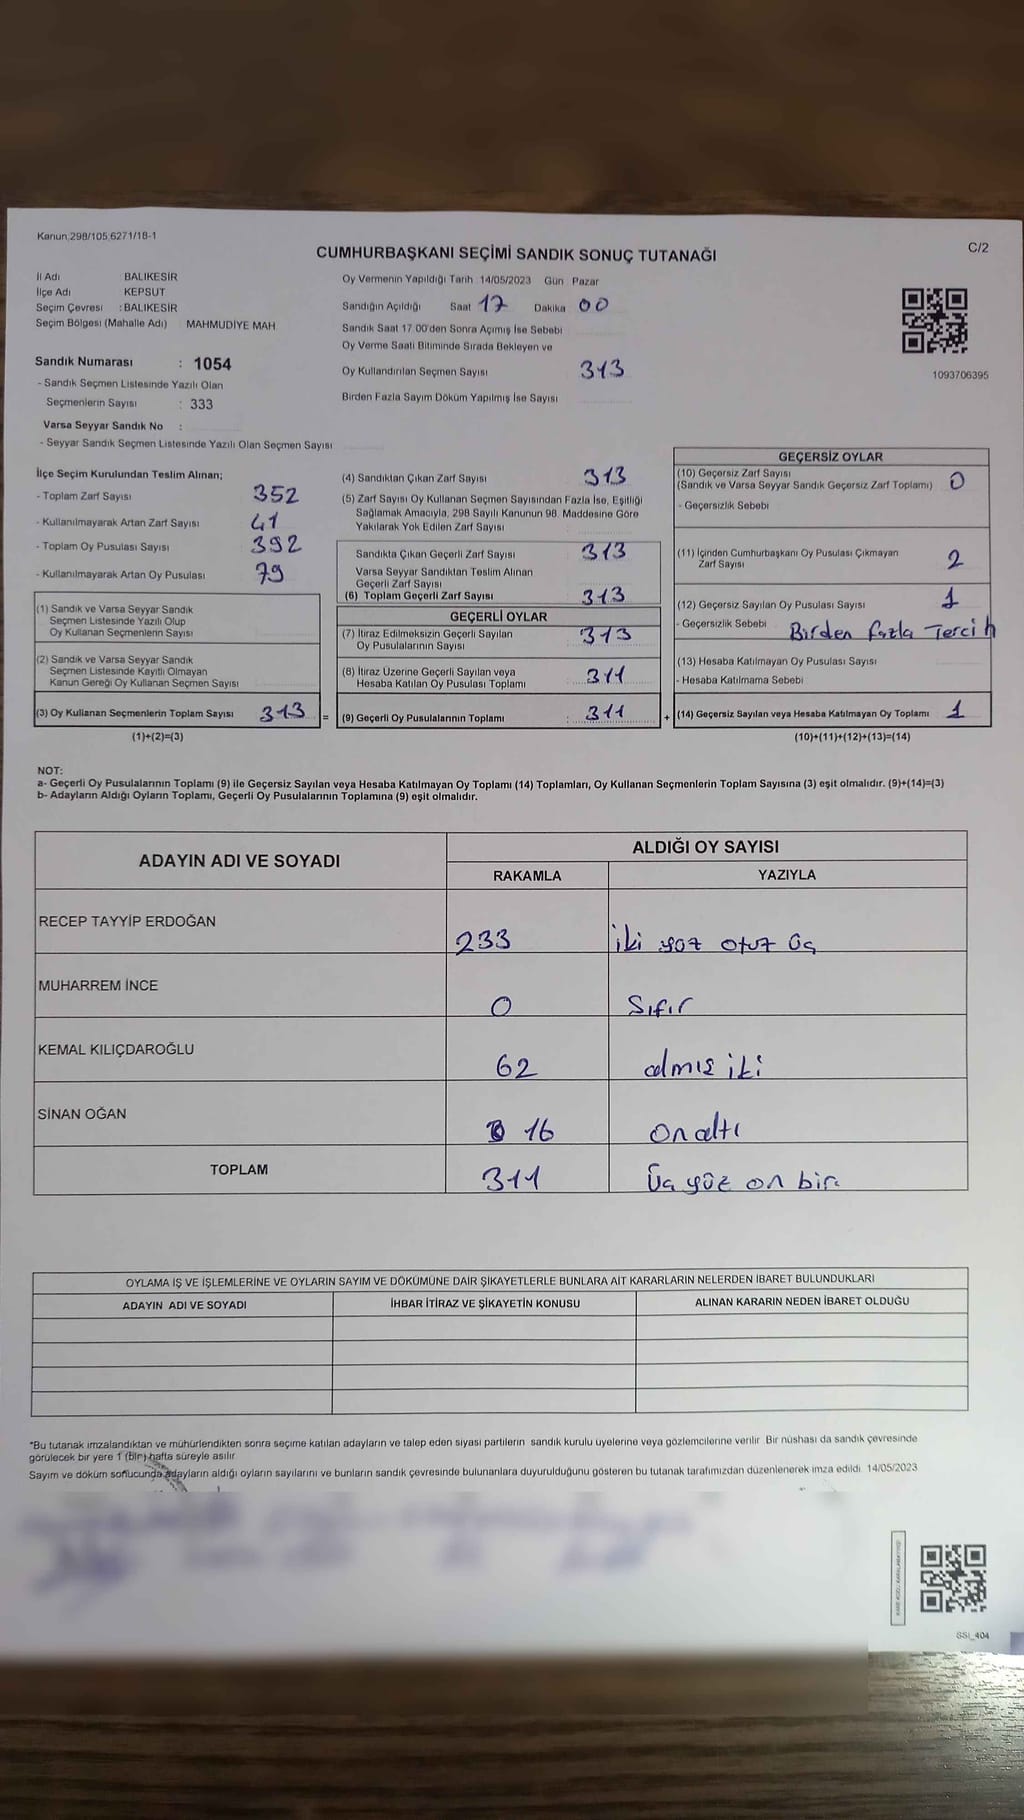 Kanun;298/105,6271/18-1
C/2
CUMHURBAŞKANI SEÇİMİ SANDIK SONUÇ TUTANAĞI
İl Adı : BALIKESİR
İlçe Adı : KEPSUT
Seçim Çevresi : BALIKESİR
Seçim Bölgesi (Mahalle Adı) MAHMUDİYE MAH.
Sandık Numarası : 1054
- Sandık Seçmen Listesinde Yazılı Olan
Seçmenlerin Sayısı : 333
Varsa Seyyar Sandık No :
- Seyyar Sandık Seçmen Listesinde Yazılı Olan Seçmen Sayısı
Oy Vermenin Yapıldığı Tarih 14/05/2023 Gün Pazar
Sandığın Açıldığı Saat 17 Dakika 00
Sandık Saat 17.00'den Sonra Açımış İse Sebebi
Oy Verme Saati Bitiminde Sırada Bekleyen ve
Oy Kullandırılan Seçmen Sayısı 313
Birden Fazla Sayım Döküm Yapılmış İse Sayısı
1093706395
İlçe Seçim Kurulundan Teslim Alınan;
- Toplam Zarf Sayısı 352
- Kullanılmayarak Artan Zarf Sayısı 41
- Toplam Oy Pusulası Sayısı 392
- Kullanılmayarak Artan Oy Pusulası 79
(1) Sandık ve Varsa Seyyar Sandık
Seçmen Listesinde Yazılı Olup
Oy Kullanan Seçmenlerin Sayısı
(2) Sandık ve Varsa Seyyar Sandık
Seçmen Listesinde Kayıtlı Olmayan
Kanun Gereği Oy Kullanan Seçmen Sayısı
(3) Oy Kullanan Seçmenlerin Toplam Sayısı 313 =
(1)+(2)=(3)
(4) Sandıktan Çıkan Zarf Sayısı 313
(5) Zarf Sayısı Oy Kullanan Seçmen Sayısından Fazla İse, Eşitliği
Sağlamak Amacıyla, 298 Sayılı Kanunun 98. Maddesine Göre
Yakılarak Yok Edilen Zarf Sayısı
Sandıkta Çıkan Geçerli Zarf Sayısı 313
Varsa Seyyar Sandıktan Teslim Alınan
Geçerli Zarf Sayısı
(6) Toplam Geçerli Zarf Sayısı 313
GEÇERLİ OYLAR
(7) İtiraz Edilmeksizin Geçerli Sayılan
Oy Pusulalarının Sayısı 313
(8) İtiraz Üzerine Geçerli Sayılan veya
Hesaba Katılan Oy Pusulası Toplamı 311
(9) Geçerli Oy Pusulalarının Toplamı : 311 +
GEÇERSİZ OYLAR
(10) Geçersiz Zarf Sayısı
(Sandık ve Varsa Seyyar Sandık Geçersiz Zarf Toplamı) 0
- Geçersizlik Sebebi
(11) İçinden Cumhurbaşkanı Oy Pusulası Çıkmayan
Zarf Sayısı 2
(12) Geçersiz Sayılan Oy Pusulası Sayısı 1
- Geçersizlik Sebebi Birden fazla Tercih
(13) Hesaba Katılmayan Oy Pusulası Sayısı
- Hesaba Katılmama Sebebi
(14) Geçersiz Sayılan veya Hesaba Katılmayan Oy Toplamı 1
(10)+(11)+(12)+(13)=(14)
NOT:
a- Geçerli Oy Pusulalarının Toplamı (9) ile Geçersiz Sayılan veya Hesaba Katılmayan Oy Toplamı (14) Toplamları, Oy Kullanan Seçmenlerin Toplam Sayısına (3) eşit olmalıdır. (9)+(14)=(3)
b- Adayların Aldığı Oyların Toplamı, Geçerli Oy Pusulalarının Toplamına (9) eşit olmalıdır.
ADAYIN ADI VE SOYADI ALDIĞI OY SAYISI
RAKAMLA YAZIYLA
RECEP TAYYİP ERDOĞAN 233 iki yüz otuz üç
MUHARREM İNCE 0 Sıfır
KEMAL KILIÇDAROĞLU 62 altmış iki
SİNAN OĞAN 16 on altı
TOPLAM 311 Üç yüz on bir
OYLAMA İŞ VE İŞLEMLERİNE VE OYLARIN SAYIM VE DÖKÜMÜNE DAİR ŞİKAYETLERLE BUNLARA AİT KARARLARIN NELERDEN İBARET BULUNDUKLARI
ADAYIN ADI VE SOYADI İHBAR İTİRAZ VE ŞİKAYETİN KONUSU ALINAN KARARIN NEDEN İBARET OLDUĞU
*Bu tutanak imzalandıktan ve mühürlendikten sonra seçime katılan adayların ve talep eden siyasi partilerin sandık kurulu üyelerine veya gözlemcilerine verilir. Bir nüshası da sandık çevresinde
görülecek bir yere 1 (bir) hafta süreyle asılır.
Sayım ve döküm sonucunda adayların aldığı oyların sayılarını ve bunların sandık çevresinde bulunanlara duyurulduğunu gösteren bu tutanak tarafımızdan düzenlenerek imza edildi. 14/05/2023
SSI_404